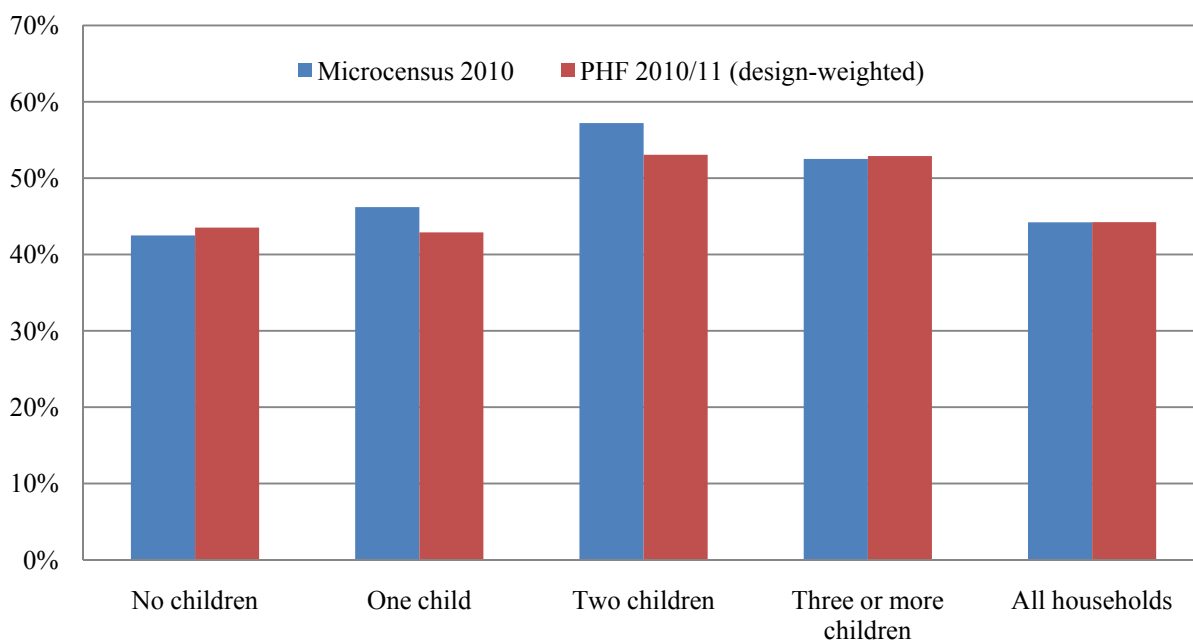 70%
Microcensus 2010
PHF 2010/11 (design-weighted)
60%
50%
40%
30%
20%
10%
0%
No children
One child
Two children
Three or more
children
All households